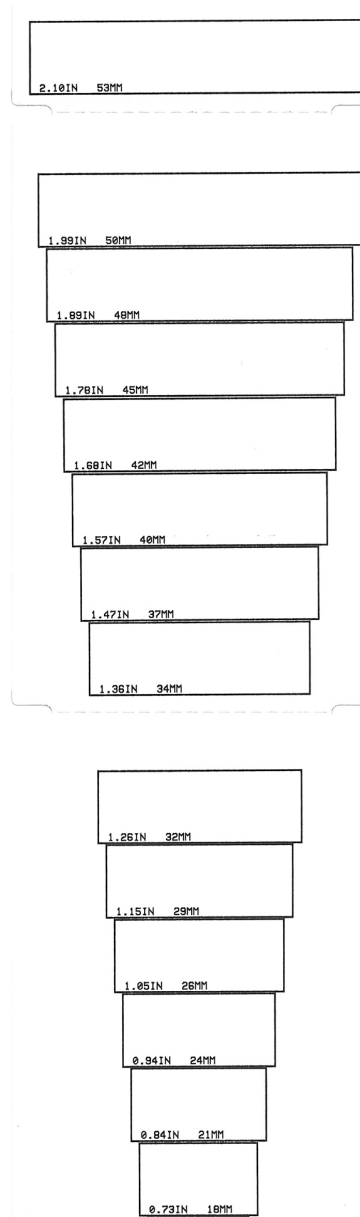 2.10IN 53MM
1.99IN 50MM
1.89IN 48MM
1.78IN 45MM
1.68IN 42MM
1.57IN 40MM
1.47IN 37MM
1.36IN 34MM
1.26IN 32MM
1.15IN 29MM
1.05IN 26MM
0.94IN 24MM
0.84IN 21MM
0.73IN 18MM